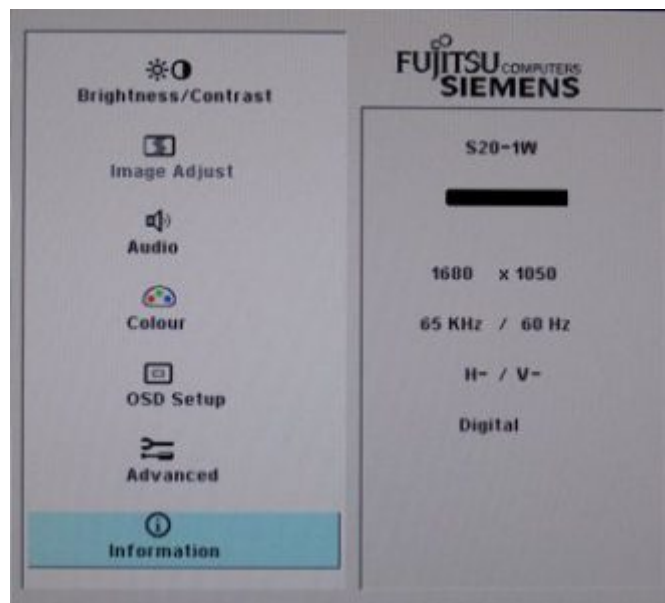 Brightness/Contrast
Image Adjust
Audio
Colour
OSD Setup
Advanced
Information
FUJITSU COMPUTERS
SIEMENS
S20-1W
1680 x 1050
65 KHz / 60 Hz
H- / V-
Digital